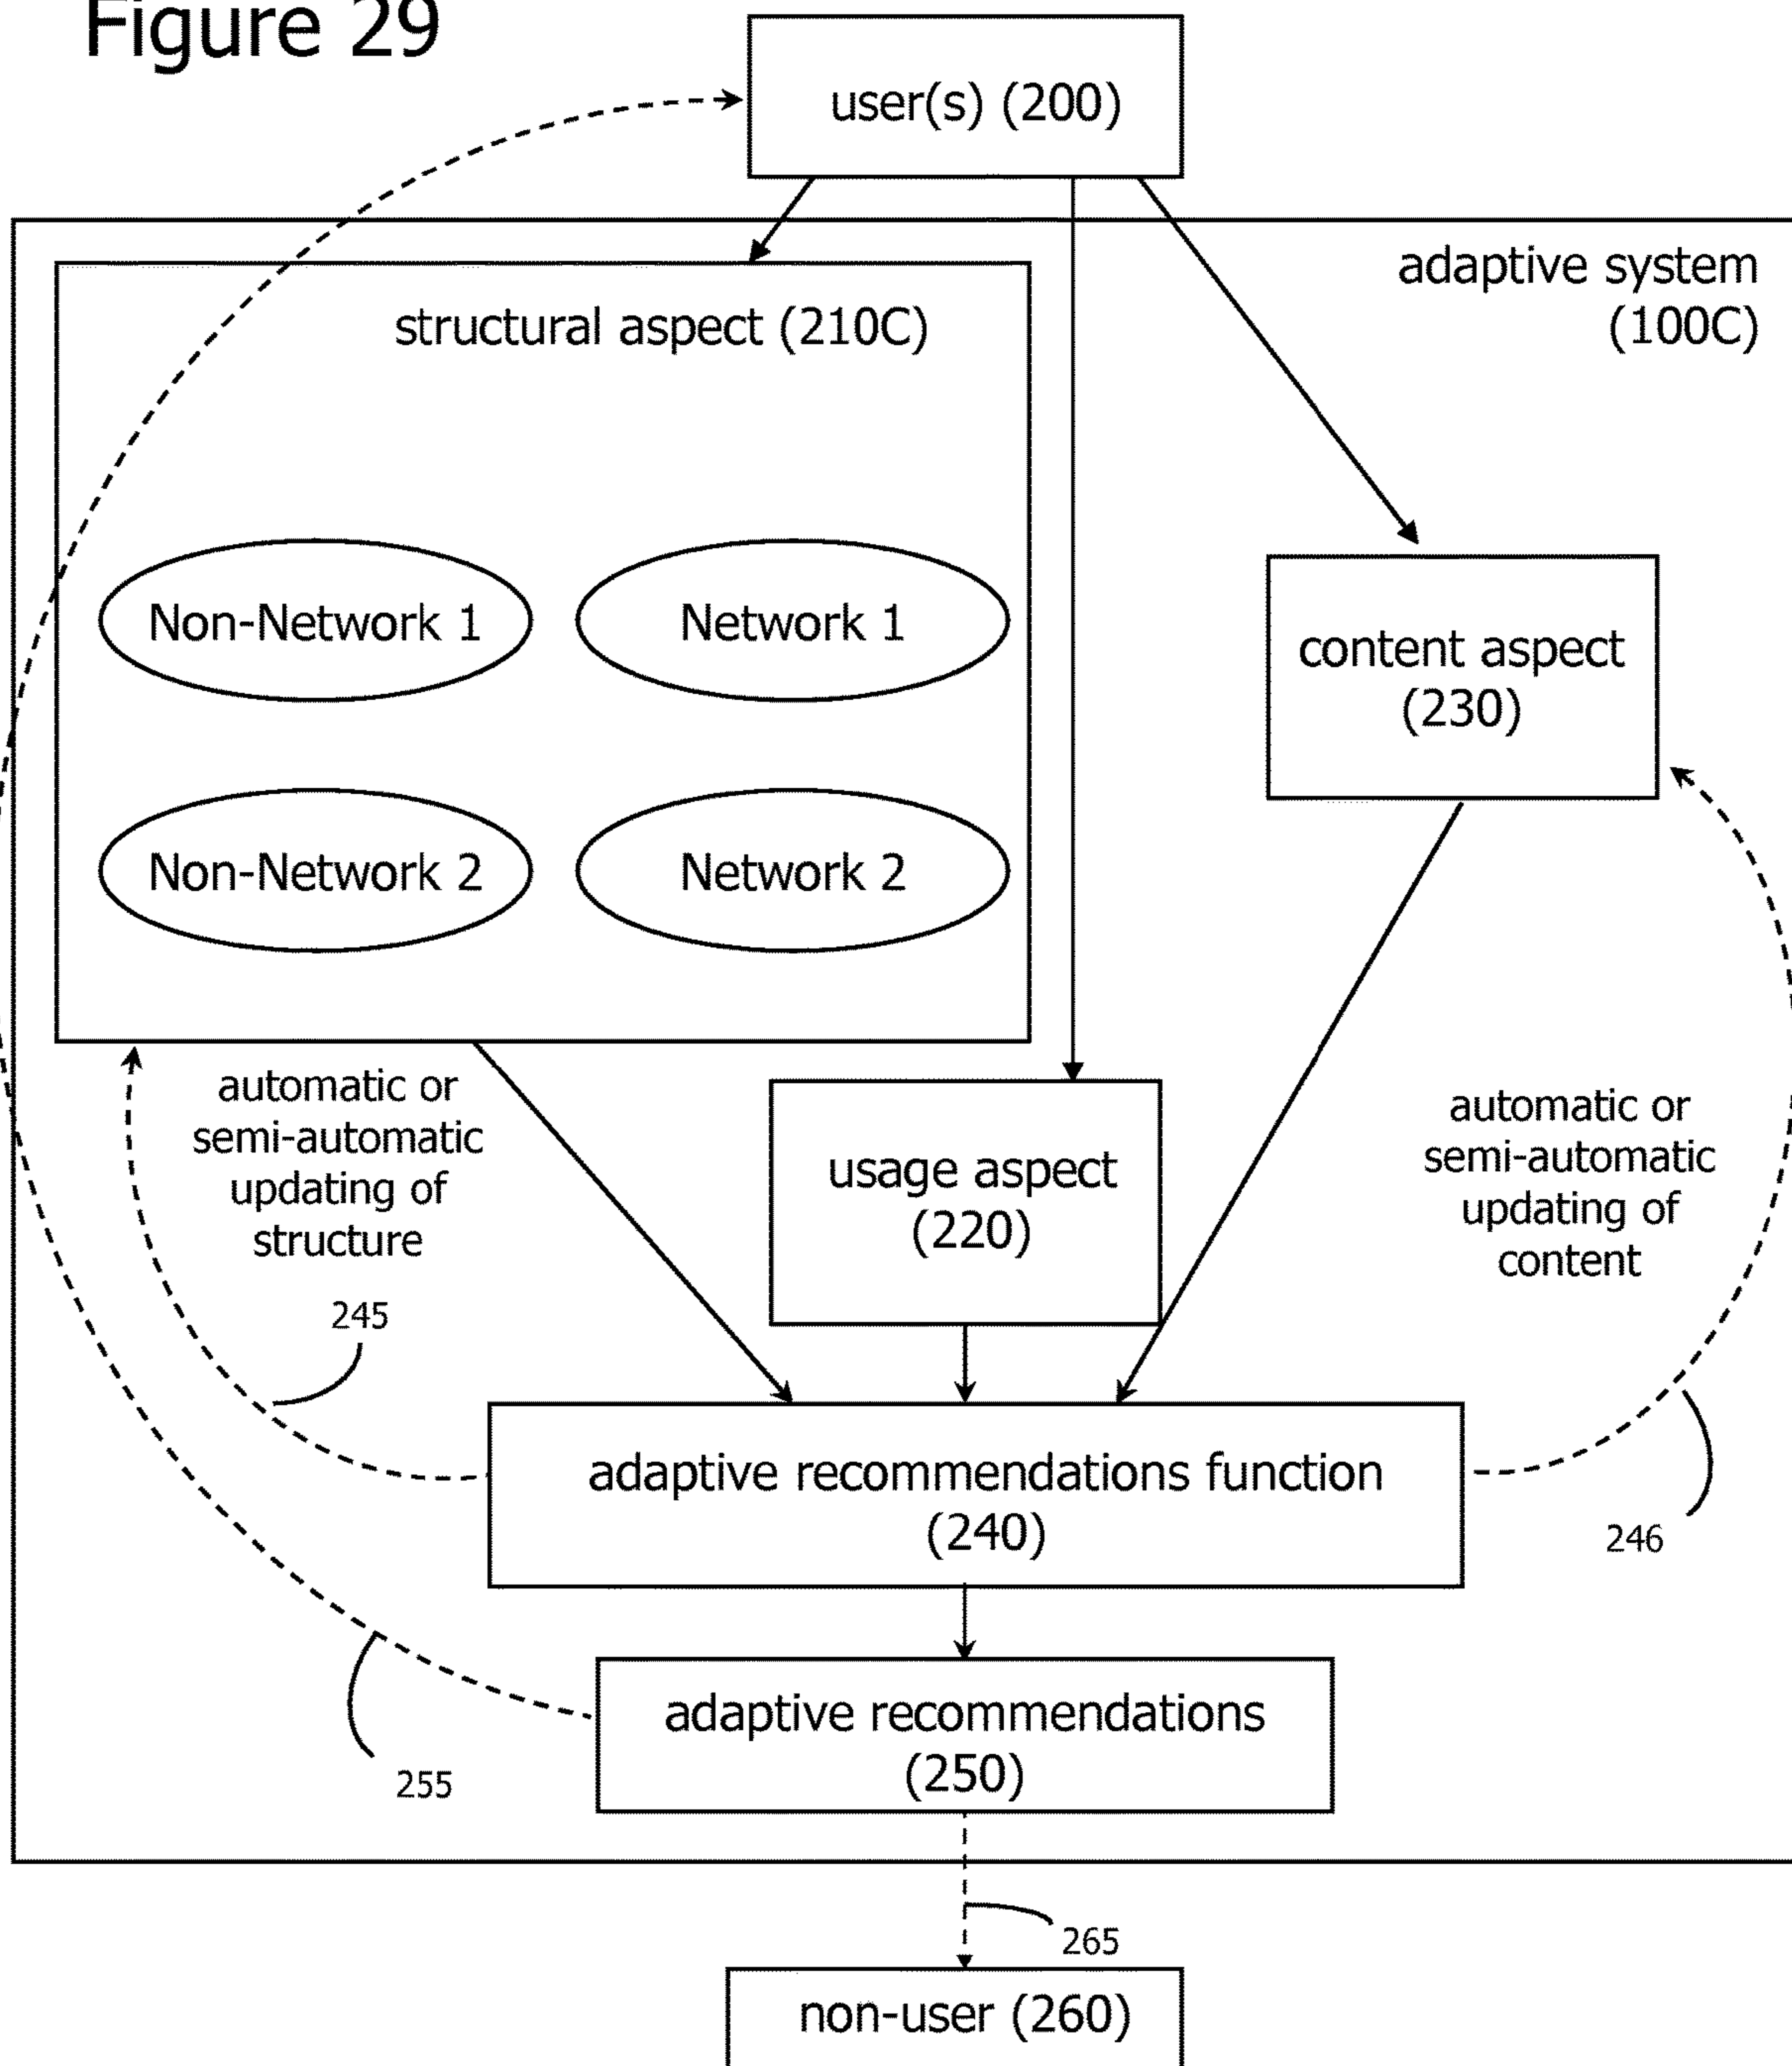 Figure 29
user(s) (200)
adaptive system
(100C)
structural aspect (210C)
Non-Network 1
Network 1
content aspect
(230)
Non-Network 2
Network 2
automatic or
semi-automatic
updating of
structure
245
usage aspect
(220)
automatic or
semi-automatic
updating of
content
246
adaptive recommendations function
(240)
adaptive recommendations
(250)
255
265
non-user (260)